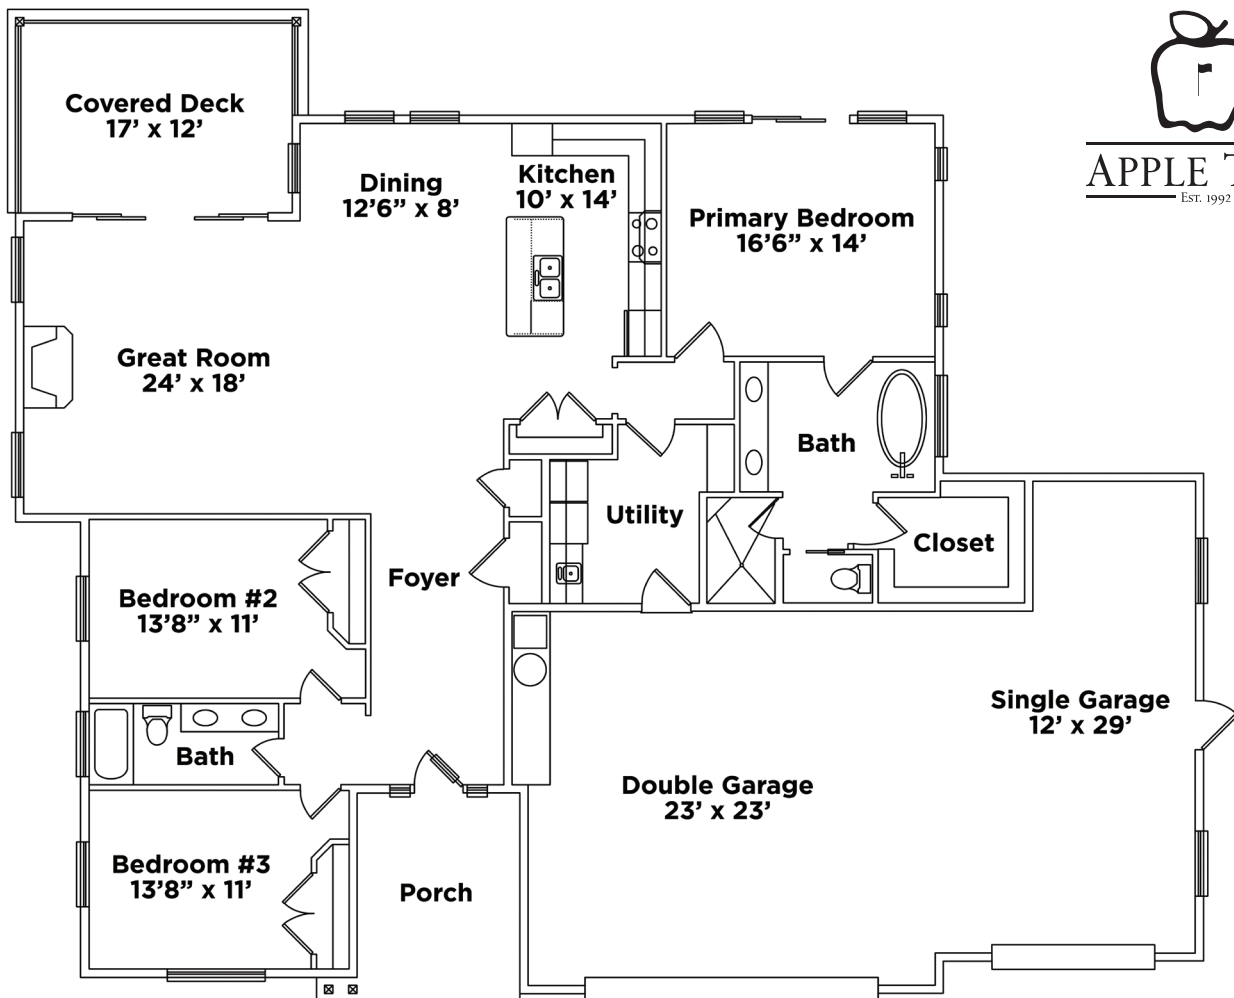 Covered Deck
17’ x 12’
Dining
12’6” x 8’
Kitchen
10’ x 14’
Primary Bedroom
16’6” x 14’
APPLE
EST. 1992
Great Room
24’ x 18’
Bath
Utility
Closet
Foyer
Bedroom #2
13’8” x 11’
Single Garage
12’ x 29’
Bath
Double Garage
23’ x 23’
Bedroom #3
13’8” x 11’
Porch